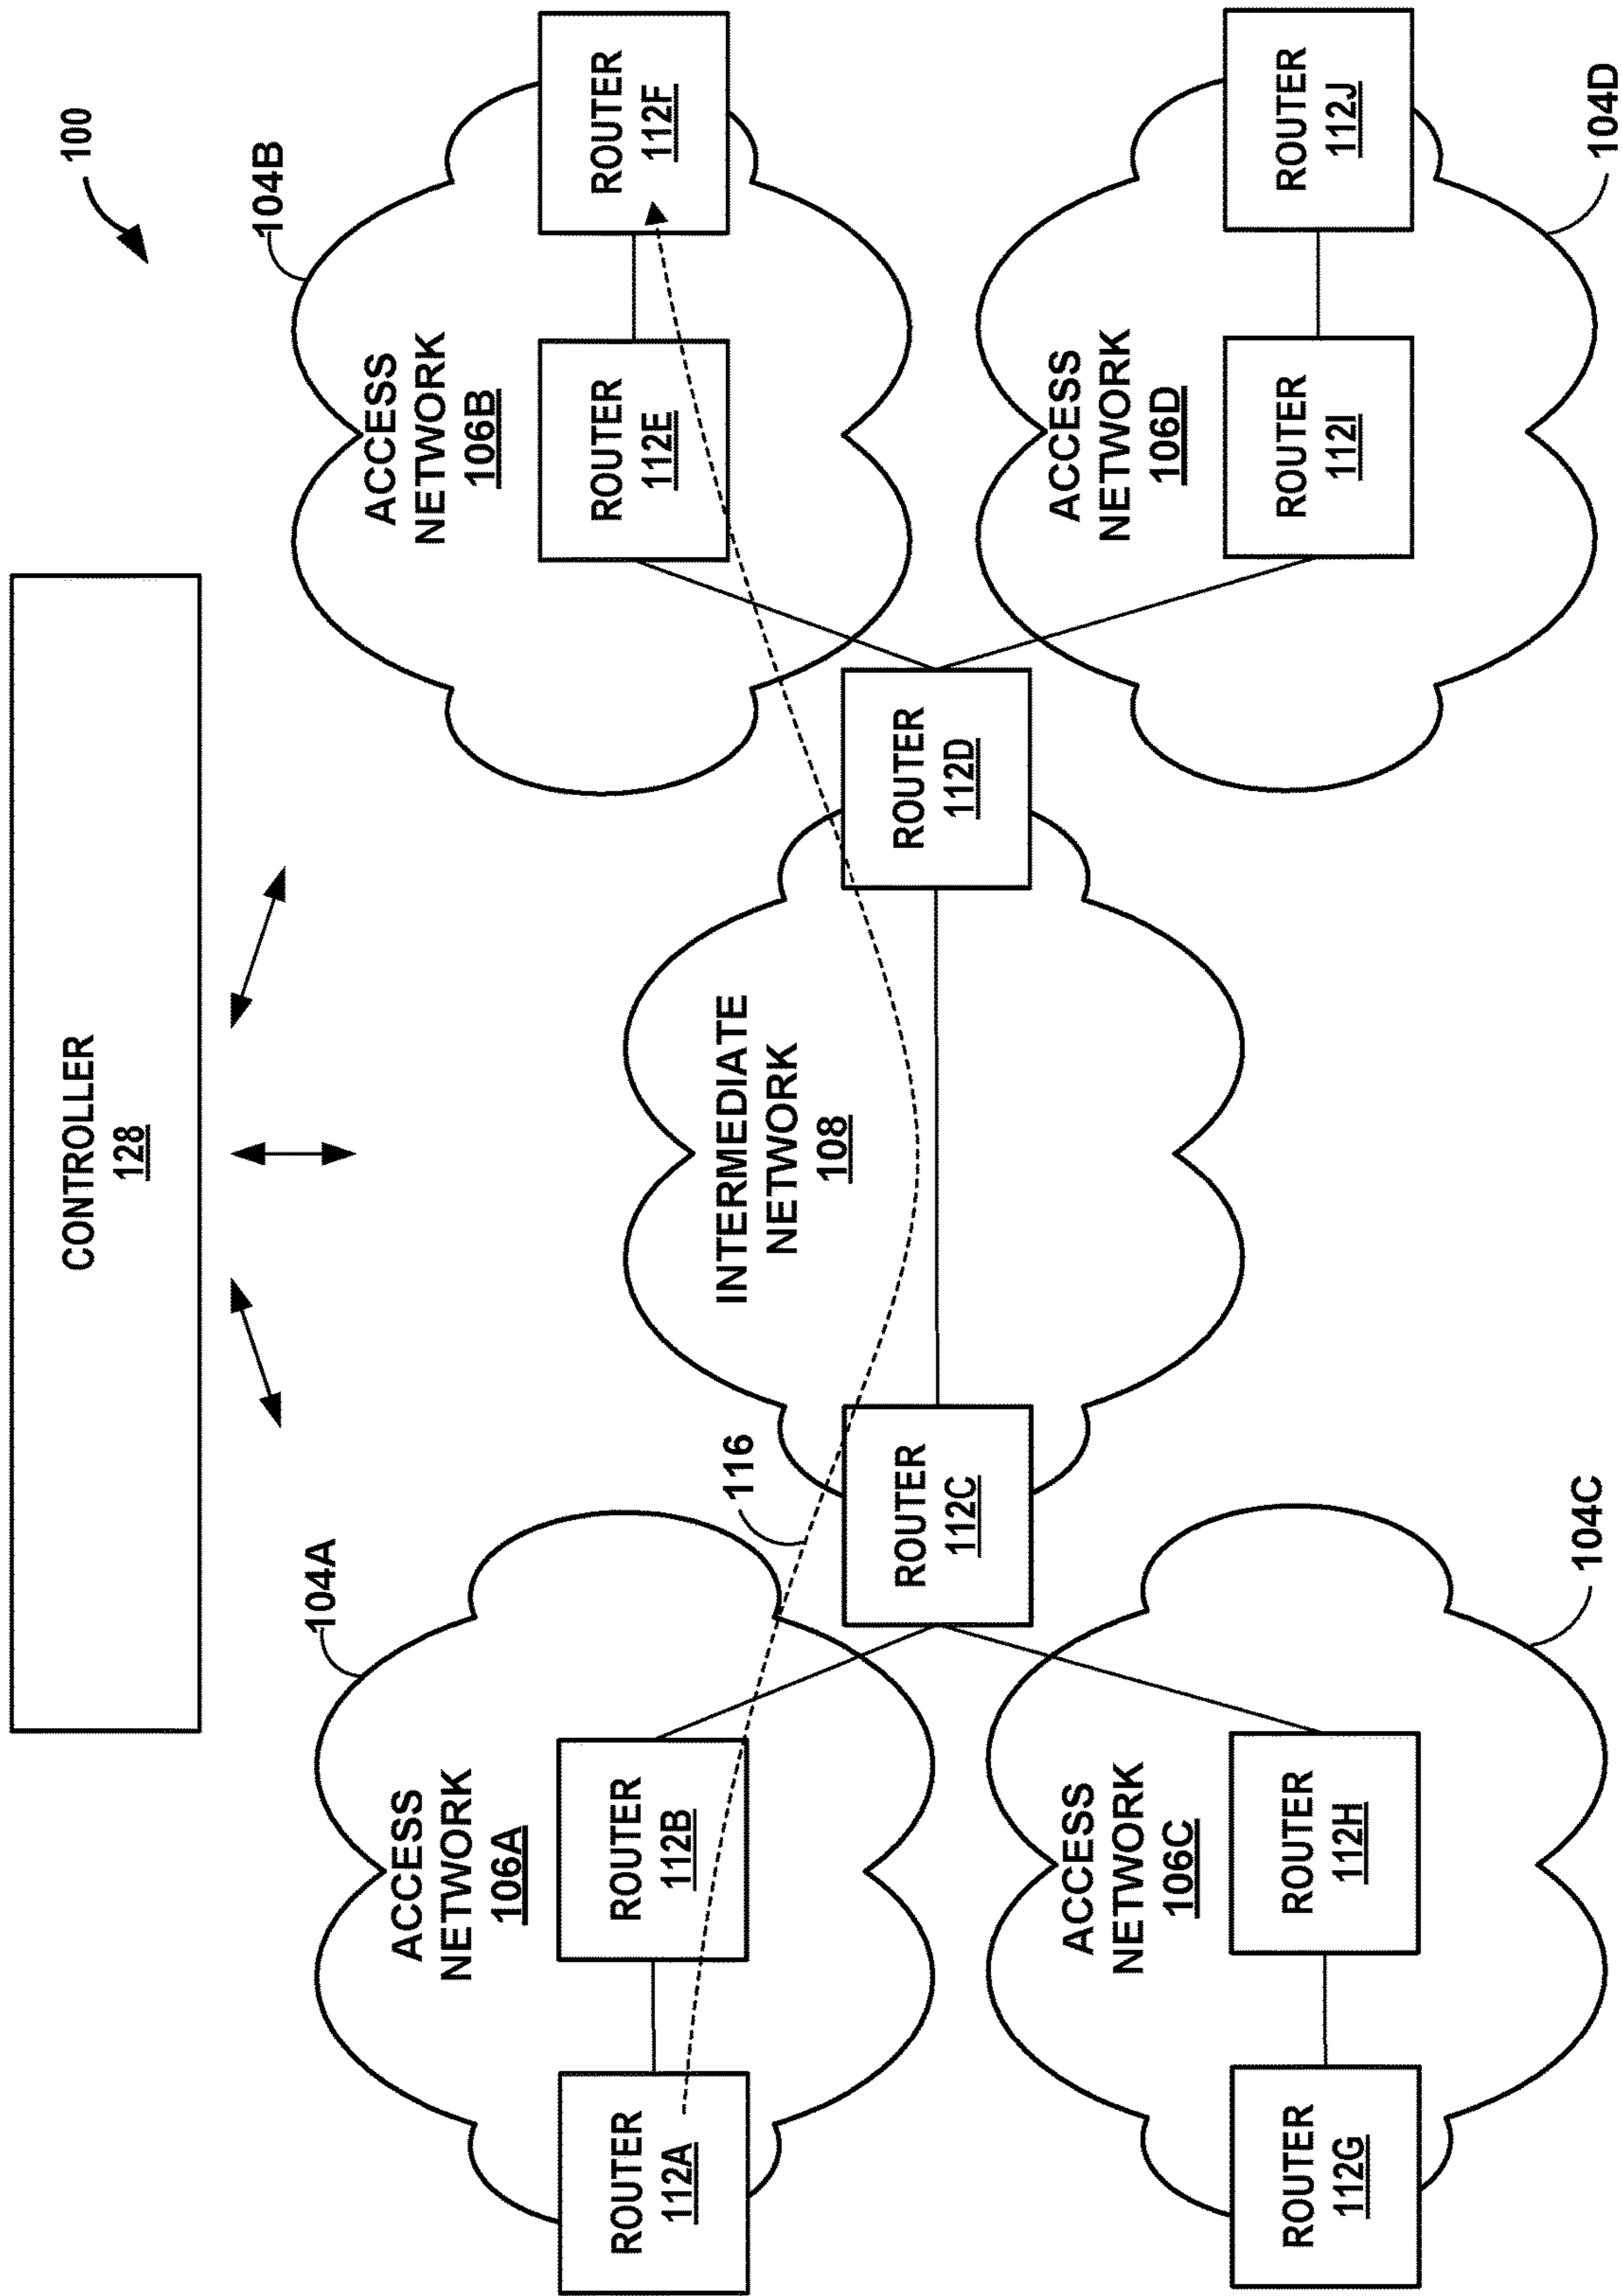 100
CONTROLLER
128
104A
104B
ACCESS
NETWORK
106A
ACCESS
NETWORK
106B
ROUTER
112A
ROUTER
112B
ROUTER
112E
ROUTER
112F
116
INTERMEDIATE
NETWORK
108
ROUTER
112C
ROUTER
112D
ACCESS
NETWORK
106C
ACCESS
NETWORK
106D
ROUTER
112G
ROUTER
112H
ROUTER
112I
ROUTER
112J
104C
104D